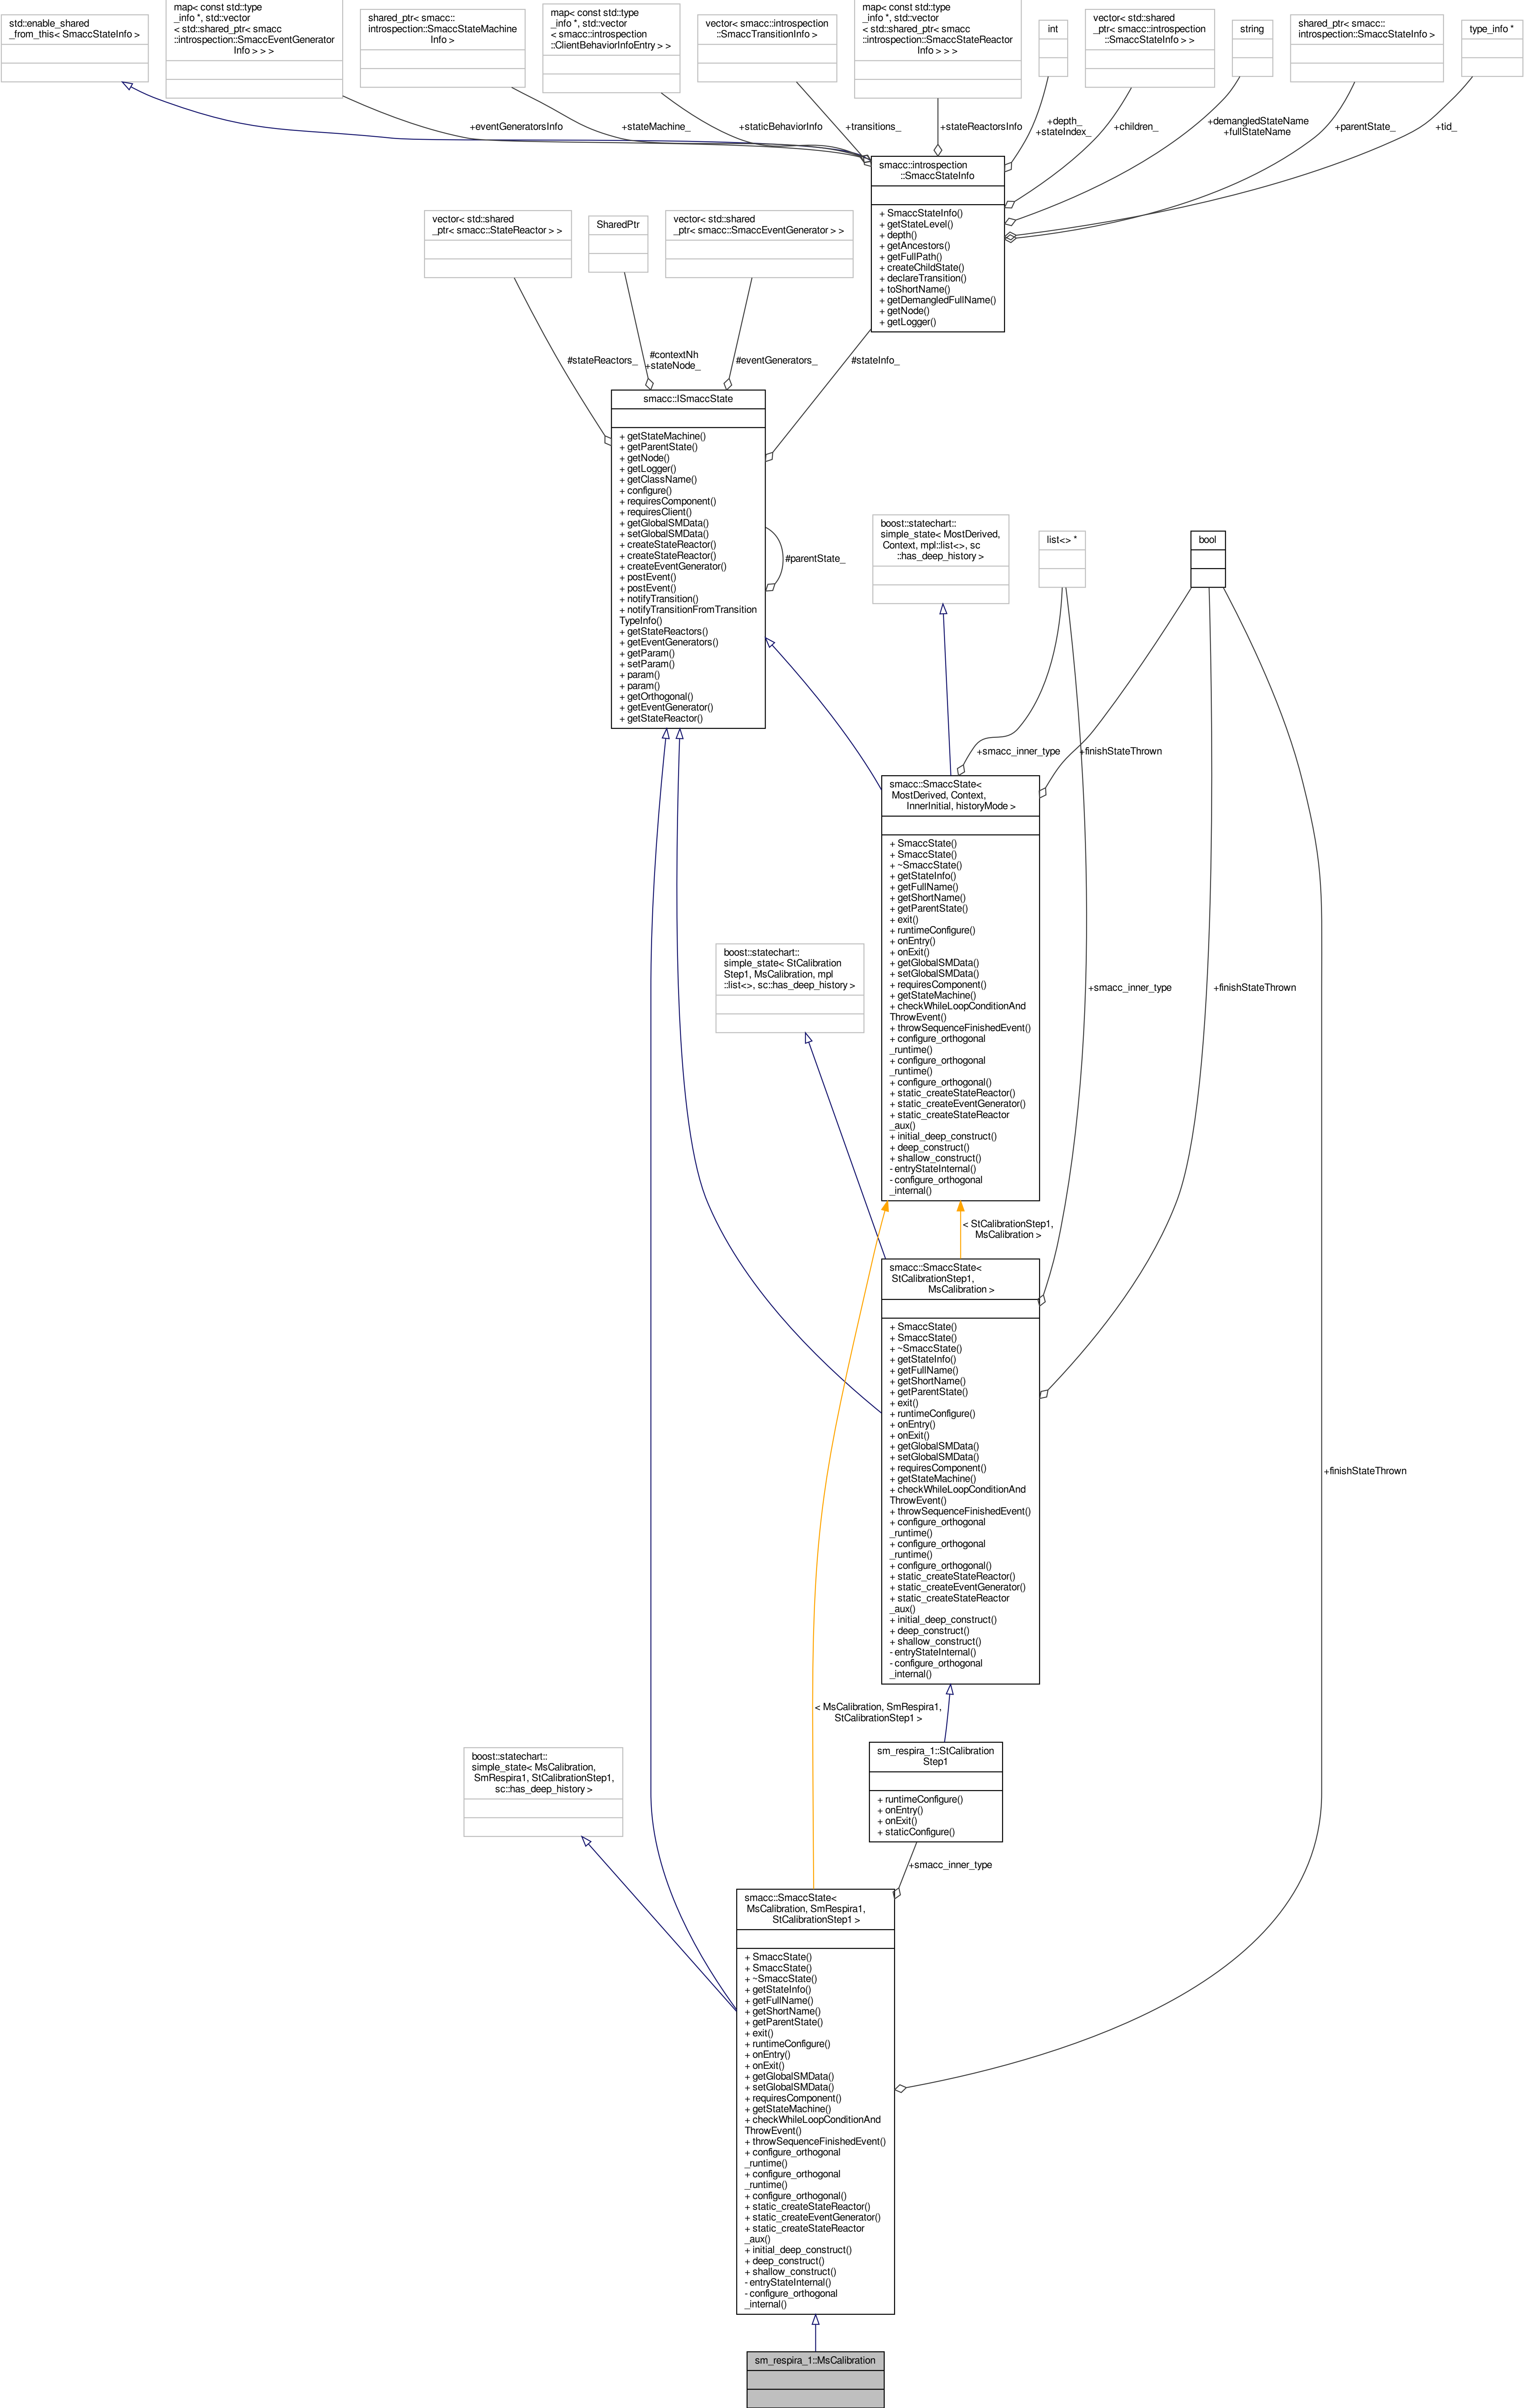 std::enable_shared
_from_this< SmaccStateInfo >
map< const std::type
_info *, std::vector
< std::shared_ptr< smacc
::introspection::SmaccEventGenerator
Info > > >
shared_ptr< smacc::
introspection::SmaccStateMachine
Info >
map< const std::type
_info *, std::vector
< smacc::introspection
::ClientBehaviorInfoEntry > >
vector< smacc::introspection
::SmaccTransitionInfo >
map< const std::type
_info *, std::vector
< std::shared_ptr< smacc
::introspection::SmaccStateReactor
Info > > >
int
vector< std::shared
_ptr< smacc::introspection
::SmaccStateInfo > >
string
shared_ptr< smacc::
introspection::SmaccStateInfo >
type_info *
+eventGeneratorsInfo
+stateMachine_
+staticBehaviorInfo
+transitions_
+stateReactorsInfo
+depth_
+stateIndex_
+children_
+demangledStateName
+fullStateName
+parentState_
+tid_
smacc::introspection
::SmaccStateInfo
+ SmaccStateInfo()
+ getStateLevel()
+ depth()
+ getAncestors()
+ getFullPath()
+ createChildState()
+ declareTransition()
+ toShortName()
+ getDemangledFullName()
+ getNode()
+ getLogger()
vector< std::shared
_ptr< smacc::StateReactor > >
SharedPtr
vector< std::shared
_ptr< smacc::SmaccEventGenerator > >
#stateReactors_
#contextNh
+stateNode_
#eventGenerators_
#stateInfo_
smacc::ISmaccState
+ getStateMachine()
+ getParentState()
+ getNode()
+ getLogger()
+ getClassName()
+ configure()
+ requiresComponent()
+ requiresClient()
+ getGlobalSMData()
+ setGlobalSMData()
+ createStateReactor()
+ createStateReactor()
+ createEventGenerator()
+ postEvent()
+ postEvent()
+ notifyTransition()
+ notifyTransitionFromTransition
TypeInfo()
+ getStateReactors()
+ getEventGenerators()
+ getParam()
+ setParam()
+ param()
+ param()
+ getOrthogonal()
+ getEventGenerator()
+ getStateReactor()
#parentState_
boost::statechart::
simple_state< MostDerived,
Context, mpl::list<>, sc
::has_deep_history >
list<> *
bool
+smacc_inner_type
+finishStateThrown
smacc::SmaccState<
MostDerived, Context,
InnerInitial, historyMode >
+ SmaccState()
+ SmaccState()
+ ~SmaccState()
+ getStateInfo()
+ getFullName()
+ getShortName()
+ getParentState()
+ exit()
+ runtimeConfigure()
+ onEntry()
+ onExit()
+ getGlobalSMData()
+ setGlobalSMData()
+ requiresComponent()
+ getStateMachine()
+ checkWhileLoopConditionAnd
ThrowEvent()
+ throwSequenceFinishedEvent()
+ configure_orthogonal
_runtime()
+ configure_orthogonal
_runtime()
+ configure_orthogonal()
+ static_createStateReactor()
+ static_createEventGenerator()
+ static_createStateReactor
_aux()
+ initial_deep_construct()
+ deep_construct()
+ shallow_construct()
- entryStateInternal()
- configure_orthogonal
_internal()
boost::statechart::
simple_state< StCalibration
Step1, MsCalibration, mpl
::list<>, sc::has_deep_history >
+smacc_inner_type
+finishStateThrown
< StCalibrationStep1,
MsCalibration >
smacc::SmaccState<
StCalibrationStep1,
MsCalibration >
+ SmaccState()
+ SmaccState()
+ ~SmaccState()
+ getStateInfo()
+ getFullName()
+ getShortName()
+ getParentState()
+ exit()
+ runtimeConfigure()
+ onEntry()
+ onExit()
+ getGlobalSMData()
+ setGlobalSMData()
+ requiresComponent()
+ getStateMachine()
+ checkWhileLoopConditionAnd
ThrowEvent()
+ throwSequenceFinishedEvent()
+ configure_orthogonal
_runtime()
+ configure_orthogonal
_runtime()
+ configure_orthogonal()
+ static_createStateReactor()
+ static_createEventGenerator()
+ static_createStateReactor
_aux()
+ initial_deep_construct()
+ deep_construct()
+ shallow_construct()
- entryStateInternal()
- configure_orthogonal
_internal()
+finishStateThrown
< MsCalibration, SmRespira1,
StCalibrationStep1 >
sm_respira_1::StCalibration
Step1
+ runtimeConfigure()
+ onEntry()
+ onExit()
+ staticConfigure()
boost::statechart::
simple_state< MsCalibration,
SmRespira1, StCalibrationStep1,
sc::has_deep_history >
+smacc_inner_type
smacc::SmaccState<
MsCalibration, SmRespira1,
StCalibrationStep1 >
+ SmaccState()
+ SmaccState()
+ ~SmaccState()
+ getStateInfo()
+ getFullName()
+ getShortName()
+ getParentState()
+ exit()
+ runtimeConfigure()
+ onEntry()
+ onExit()
+ getGlobalSMData()
+ setGlobalSMData()
+ requiresComponent()
+ getStateMachine()
+ checkWhileLoopConditionAnd
ThrowEvent()
+ throwSequenceFinishedEvent()
+ configure_orthogonal
_runtime()
+ configure_orthogonal
_runtime()
+ configure_orthogonal()
+ static_createStateReactor()
+ static_createEventGenerator()
+ static_createStateReactor
_aux()
+ initial_deep_construct()
+ deep_construct()
+ shallow_construct()
- entryStateInternal()
- configure_orthogonal
_internal()
sm_respira_1::MsCalibration